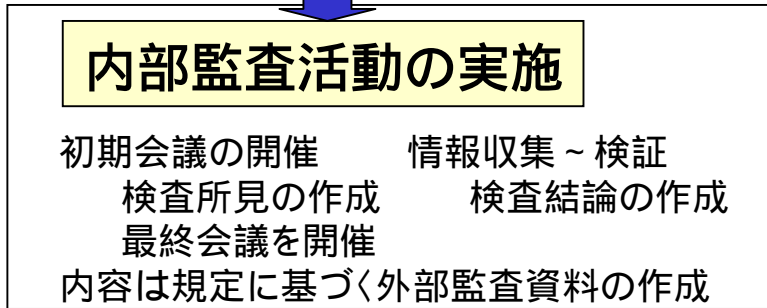 内部監査活動の実施
初期会議の開催　　情報収集～検証
検査所見の作成　　検査結論の作成
最終会議を開催
内容は規定に基づく外部監査資料の作成